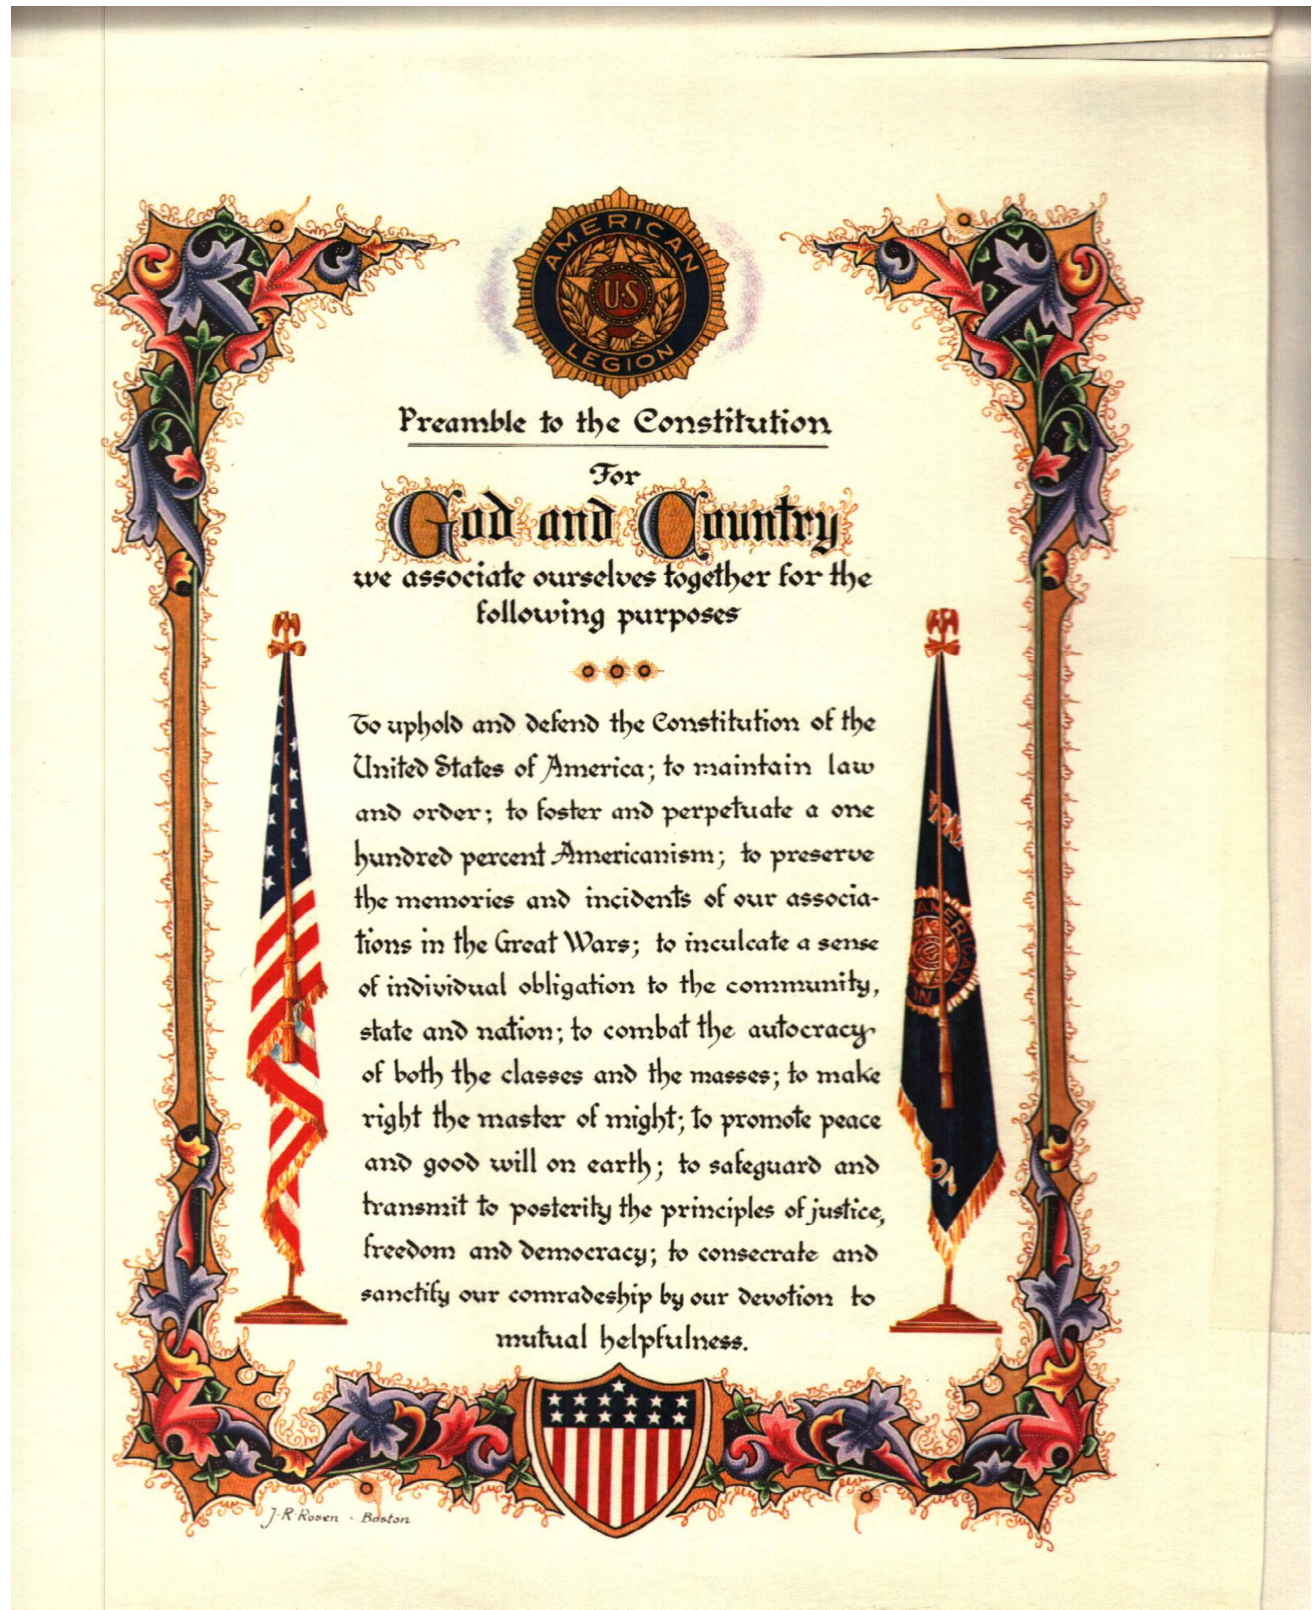 AMERICAN
U·S
LEGION
Preamble to the Constitution
For
God and Country
we associate ourselves together for the
following purposes
To uphold and defend the Constitution of the
United States of America; to maintain law
and order; to foster and perpetuate a one
hundred percent Americanism; to preserve
the memories and incidents of our associa-
tions in the Great Wars; to inculcate a sense
of individual obligation to the community,
state and nation; to combat the autocracy
of both the classes and the masses; to make
right the master of might; to promote peace
and good will on earth; to safeguard and
transmit to posterity the principles of justice,
freedom and democracy; to consecrate and
sanctify our comradeship by our devotion to
mutual helpfulness.
AMERICAN
ON
J·R·Rosen · Boston